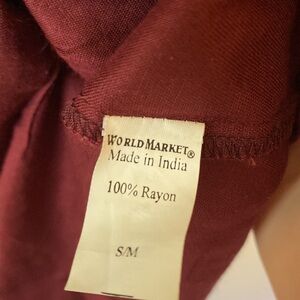 WORLD MARKET®
Made in India
100% Rayon
S/M